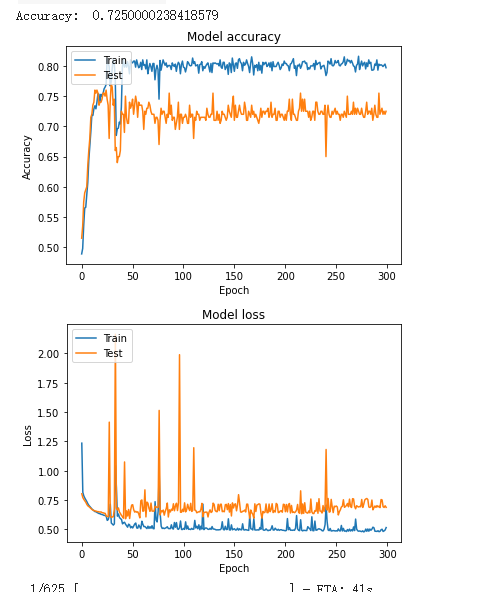 Accuracy: 0.7250000238418579
Model accuracy
Train
Test
0.80
0.75
0.70
0.65
0.60
0.55
0.50
Accuracy
0 50 100 150 200 250 300
Epoch
Model loss
Train
Test
2.00
1.75
1.50
1.25
1.00
0.75
0.50
Loss
0 50 100 150 200 250 300
Epoch
1/625 [ ] - ETA: 41s